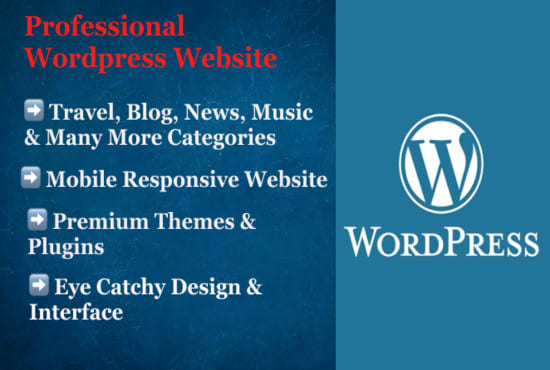 Professional
Wordpress Website
➡ Travel, Blog, News, Music
& Many More Categories
➡ Mobile Responsive Website
➡ Premium Themes &
Plugins
➡ Eye Catchy Design &
Interface
W
WORDPRESS